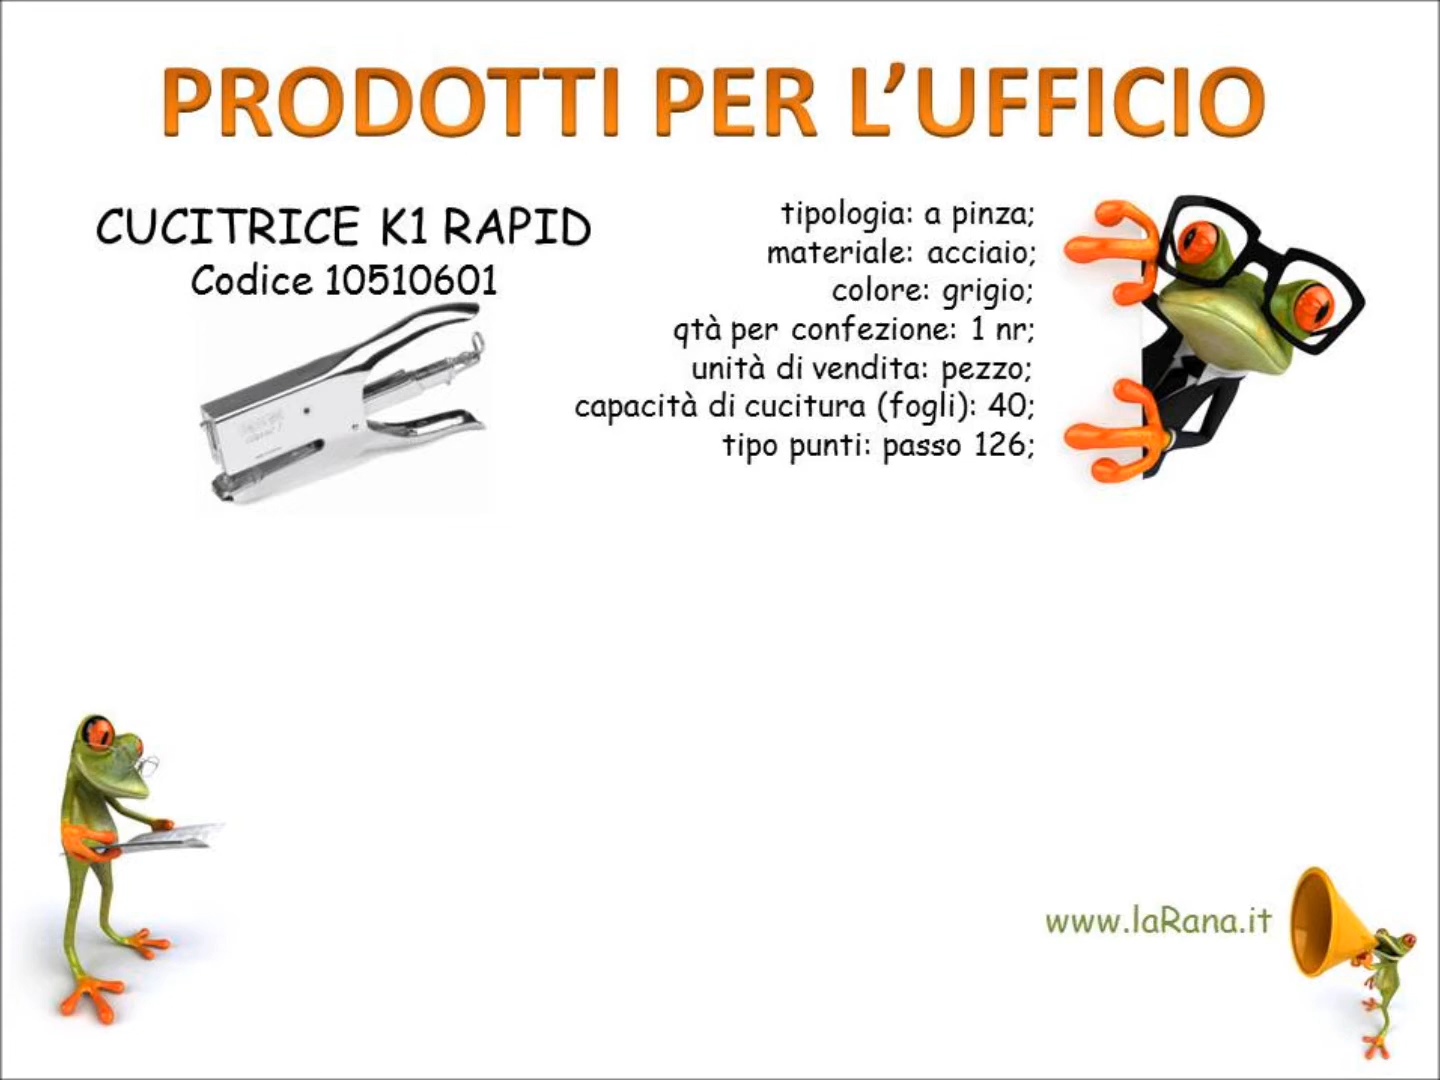 PRODOTTI PER L'UFFICIO
CUCITRICE K1 RAPID
Codice 10510601
tipologia: a pinza;
materiale: acciaio;
colore: grigio;
qtà per confezione: 1 nr;
unità di vendita: pezzo;
capacità di cucitura (fogli): 40;
tipo punti: passo 126;
www.laRana.it